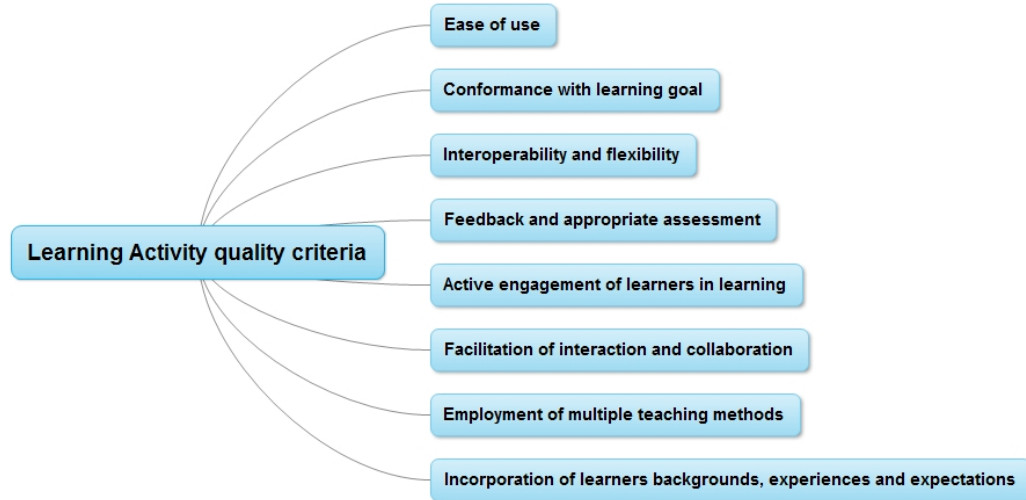 Ease of use
Conformance with learning goal
Interoperability and flexibility
Feedback and appropriate assessment
Learning Activity quality criteria
Active engagement of learners in learning
Facilitation of interaction and collaboration
Employment of multiple teaching methods
Incorporation of learners backgrounds, experiences and expectations